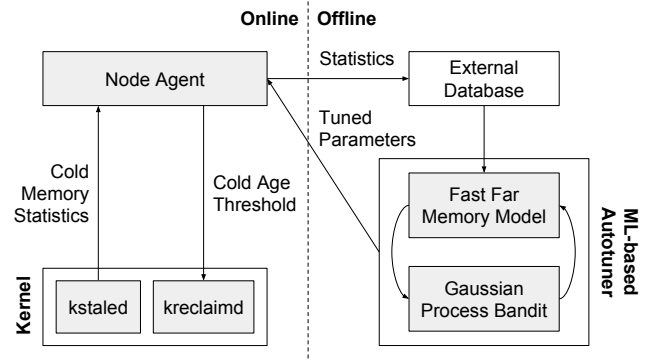 Online
Offline
Node Agent
Statistics
External
Database
Tuned
Parameters
Cold
Memory
Statistics
Cold Age
Threshold
Fast Far
Memory Model
Gaussian
Process Bandit
ML-based
Autotuner
Kernel
kstaled
kreclaimd